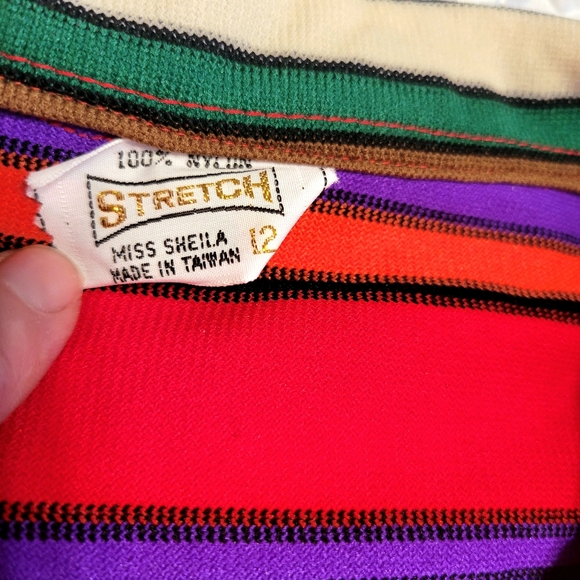 100% NYLON
STRETCH
MISS SHEILA 12
MADE IN TAIWAN